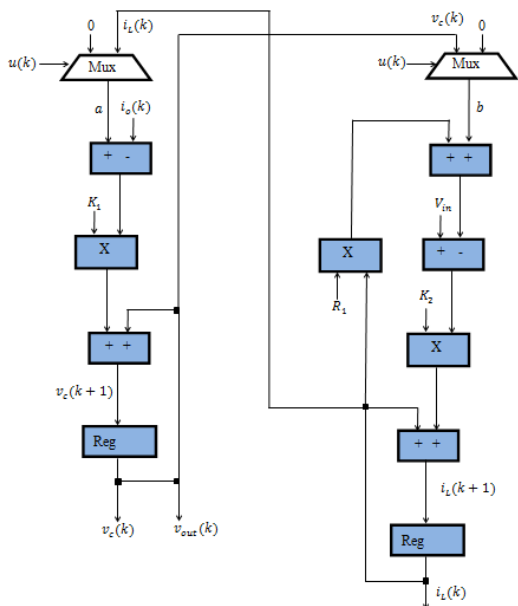 0
i_L(k)
u(k)
Mux
a
i_o(k)
+ -
K_1
X
+ +
v_c(k+1)
Reg
v_c(k)
v_out(k)
v_c(k)
0
u(k)
Mux
b
+ +
V_in
+ -
X
R_1
K_2
X
+ +
i_L(k+1)
Reg
i_L(k)